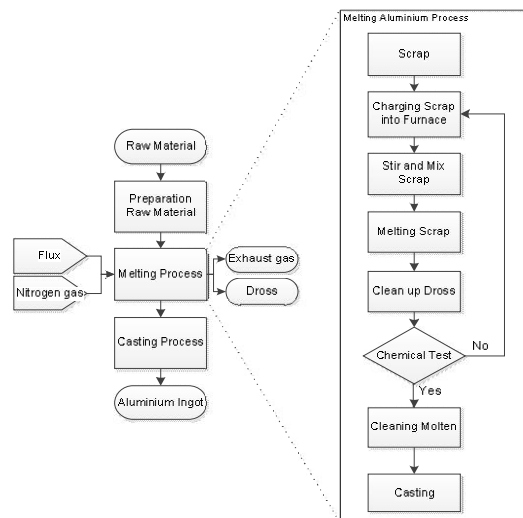 Melting Aluminium Process
Scrap
Charging Scrap
into Furnace
Stir and Mix
Scrap
Melting Scrap
Clean up Dross
Chemical Test
No
Yes
Cleaning Molten
Casting
Raw Material
Preparation
Raw Material
Flux
Nitrogen gas
Melting Process
Exhaust gas
Dross
Casting Process
Aluminium Ingot